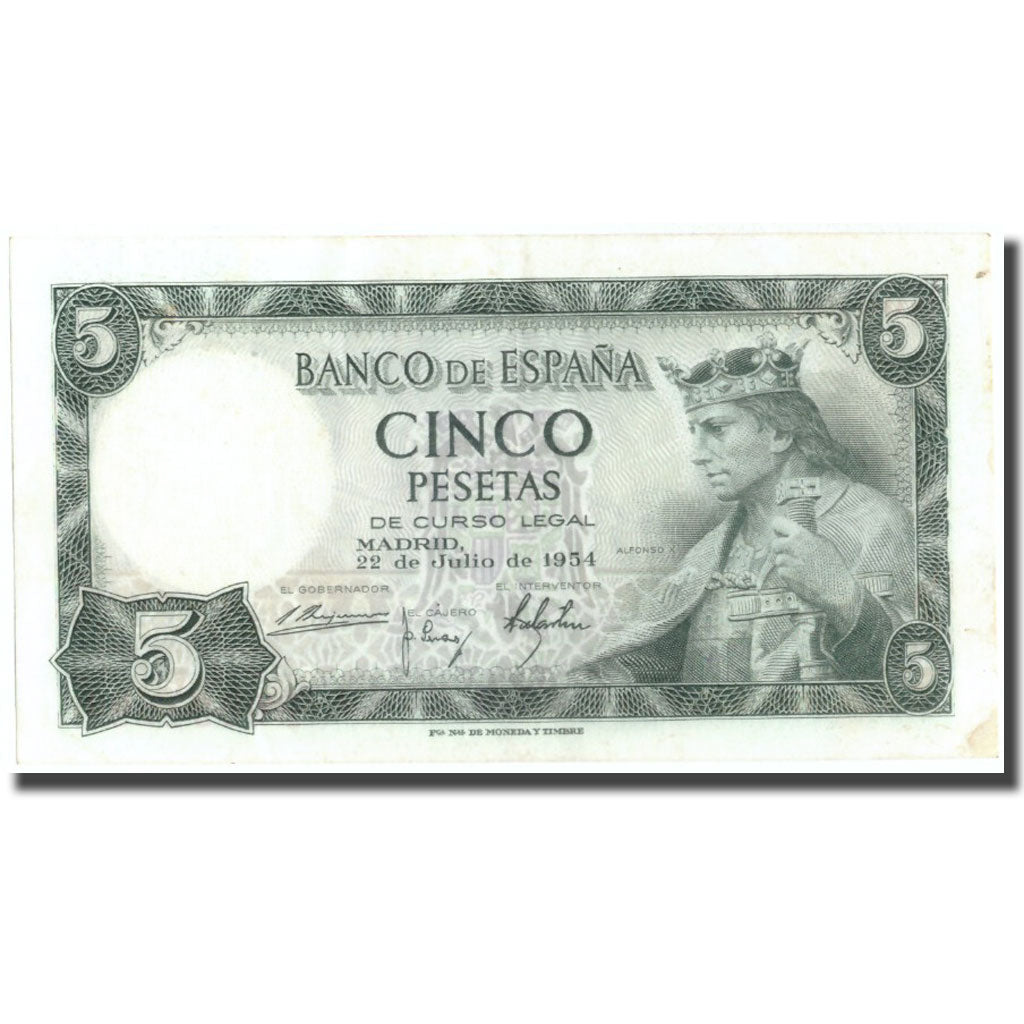 5 5
BANCO DE ESPAÑA
CINCO
PESETAS
DE CURSO LEGAL
MADRID,
22 de Julio de 1954
ALFONSO X
EL GOBERNADOR EL INTERVENTOR
EL CAJERO
5 5
Fca. Nal. DE MONEDA Y TIMBRE